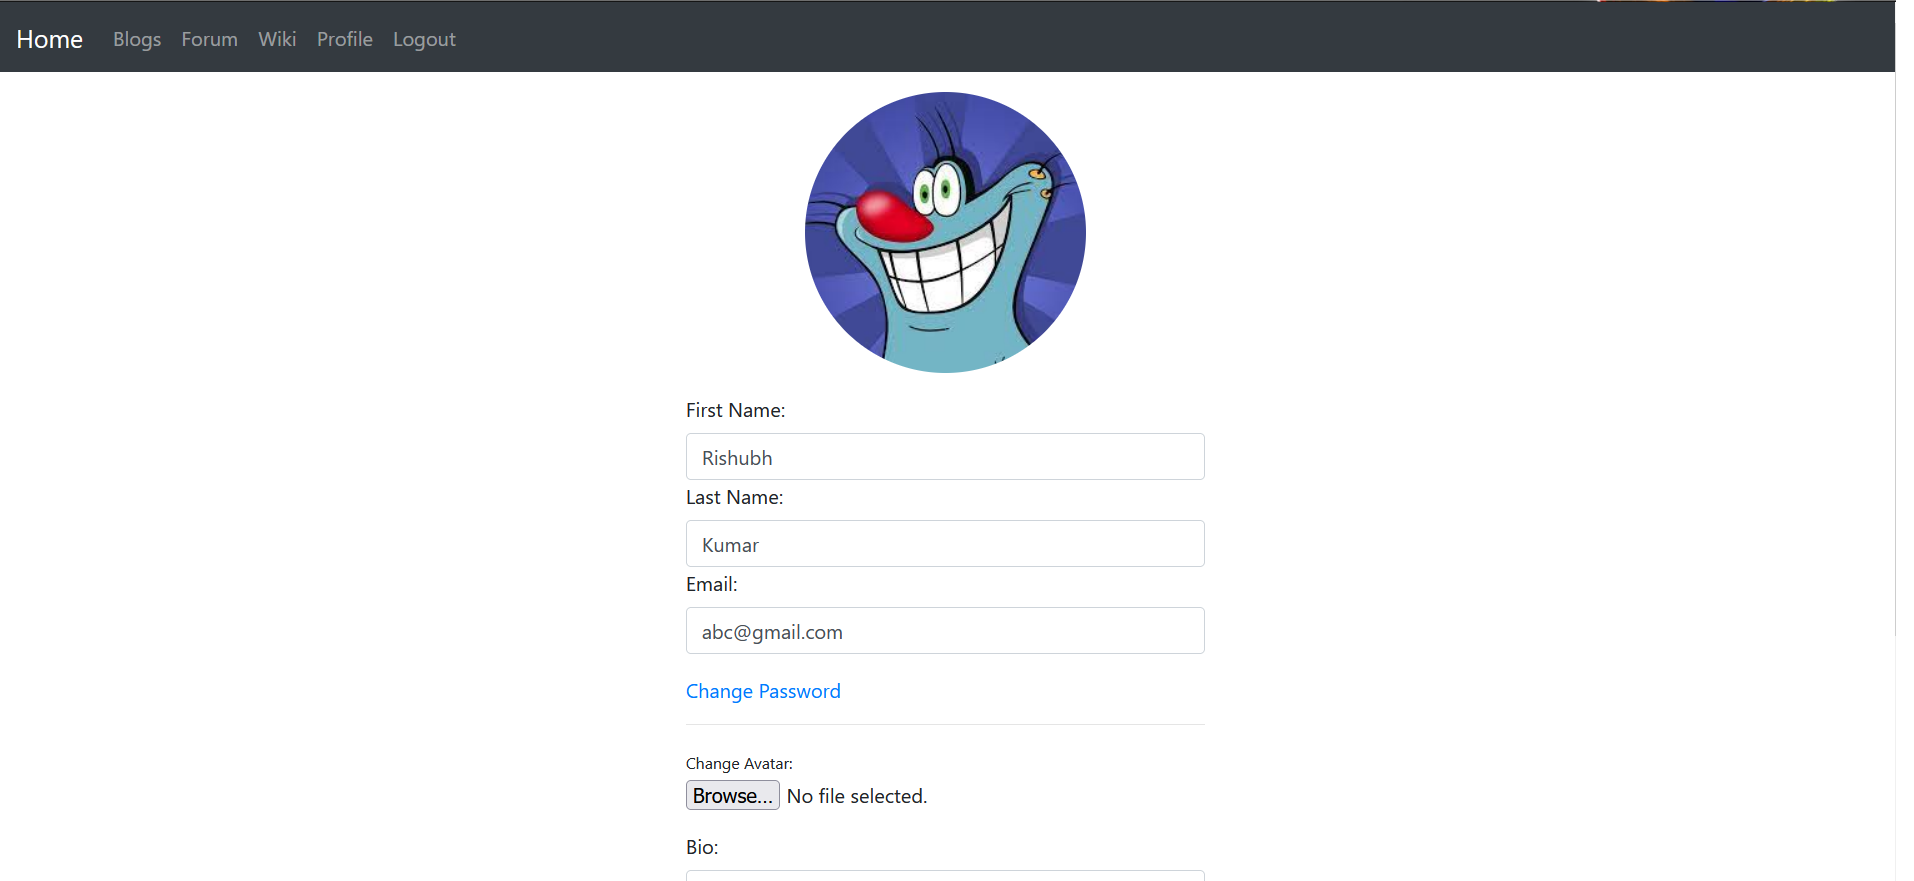 Home Blogs Forum Wiki Profile Logout
First Name:
Rishubh
Last Name:
Kumar
Email:
abc@gmail.com
Change Password
Change Avatar:
Browse... No file selected.
Bio: